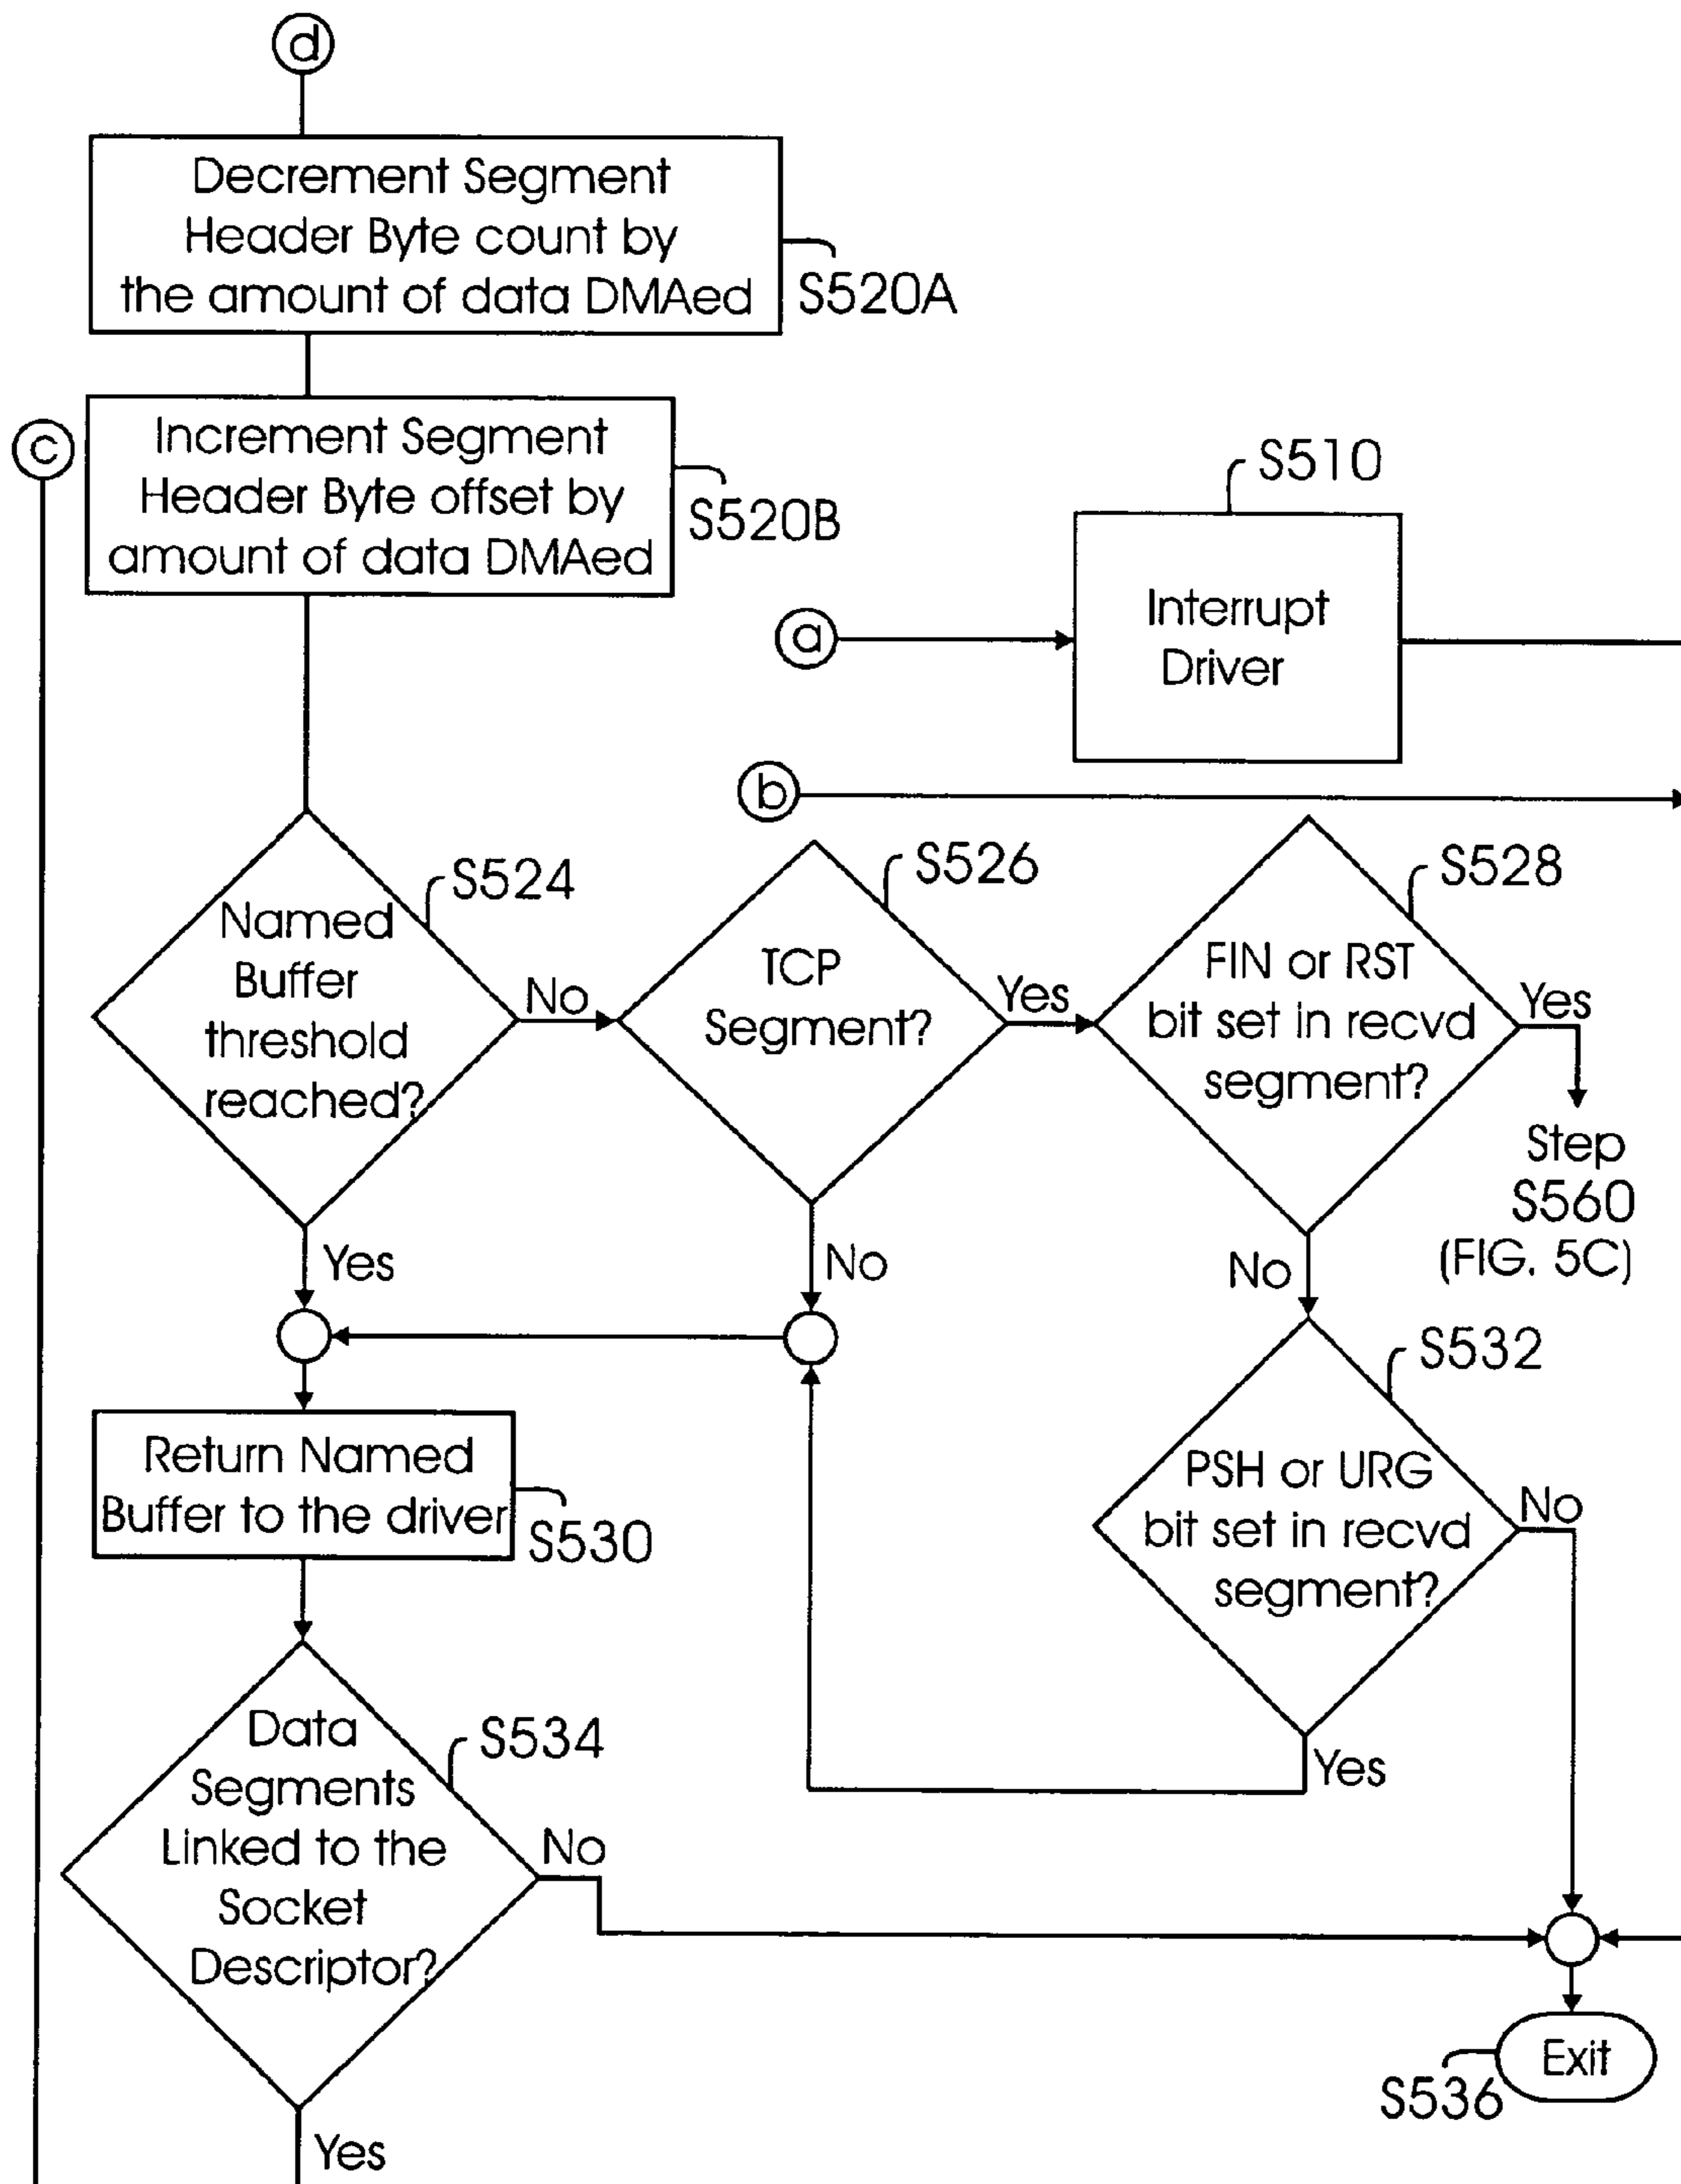 d
Decrement Segment
Header Byte count by
the amount of data DMAed
S520A
c
Increment Segment
Header Byte offset by
amount of data DMAed
S520B
S510
a
Interrupt
Driver
b
S524
Named
Buffer
threshold
reached?
No
Yes
S526
TCP
Segment?
Yes
No
S528
FIN or RST
bit set in recvd
segment?
Yes
Step
S560
(FIG. 5C)
No
S532
PSH or URG
bit set in recvd
segment?
No
Yes
Return Named
Buffer to the driver
S530
S534
Data
Segments
Linked to the
Socket
Descriptor?
No
Yes
Exit
S536